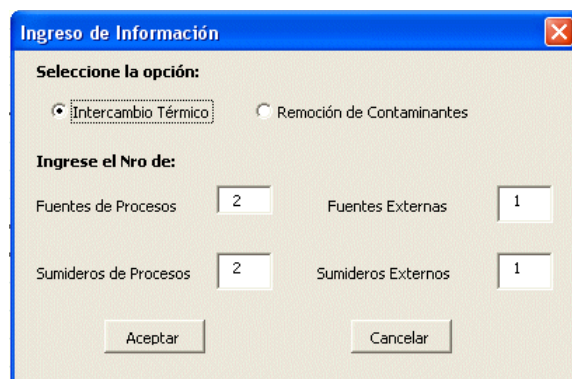 Ingreso de Información
Seleccione la opción:
Intercambio Térmico Remoción de Contaminantes
Ingrese el Nro de:
Fuentes de Procesos 2 Fuentes Externas 1
Sumideros de Procesos 2 Sumideros Externos 1
Aceptar Cancelar